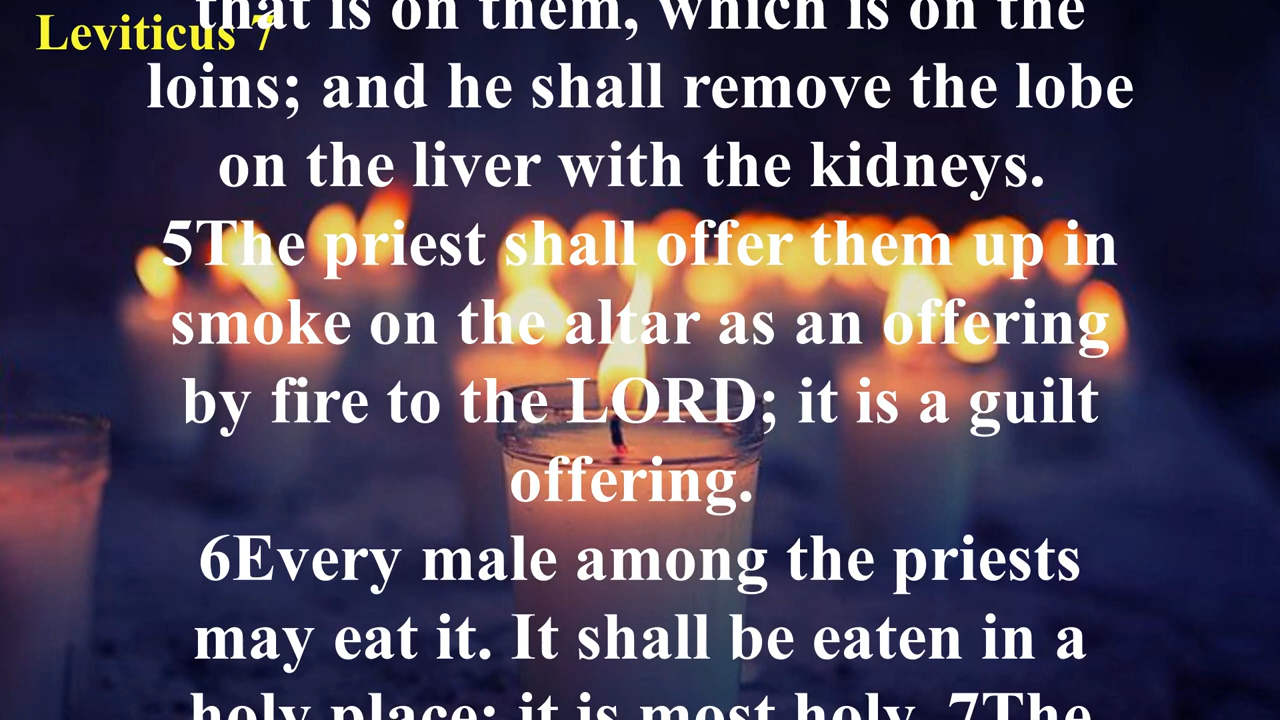 Leviticus 7
that is on them, which is on the
loins; and he shall remove the lobe
on the liver with the kidneys.
5The priest shall offer them up in
smoke on the altar as an offering
by fire to the LORD; it is a guilt
offering.
6Every male among the priests
may eat it. It shall be eaten in a
holy place; it is most holy. 7The